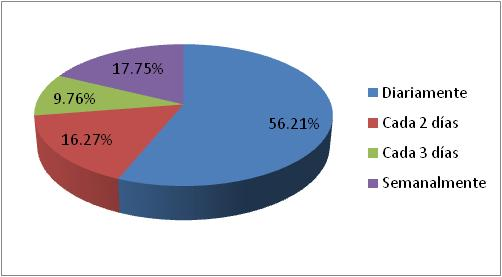 17.75%
9.76%
16.27%
56.21%
Diariamente
Cada 2 días
Cada 3 días
Semanalmente